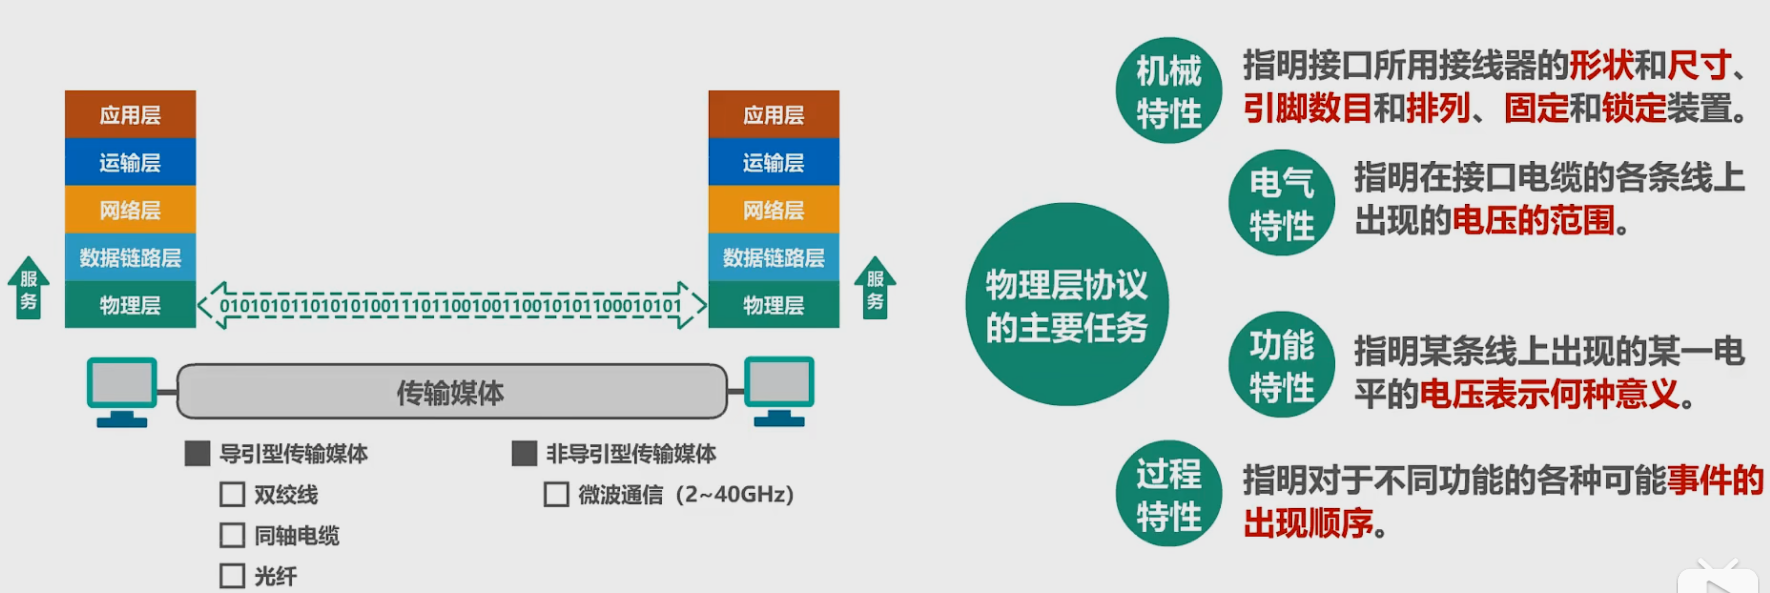 应用层
运输层
网络层
数据链路层
物理层
服务
应用层
运输层
网络层
数据链路层
物理层
服务
传输媒体
导引型传输媒体
双绞线
同轴电缆
光纤
非导引型传输媒体
微波通信（2~40GHz）
物理层协议
的主要任务
机械
特性
指明接口所用接线器的形状和尺寸、
引脚数目和排列、固定和锁定装置。
电气
特性
指明在接口电缆的各条线上
出现的电压的范围。
功能
特性
指明某条线上出现的某一电
平的电压表示何种意义。
过程
特性
指明对于不同功能的各种可能事件的
出现顺序。